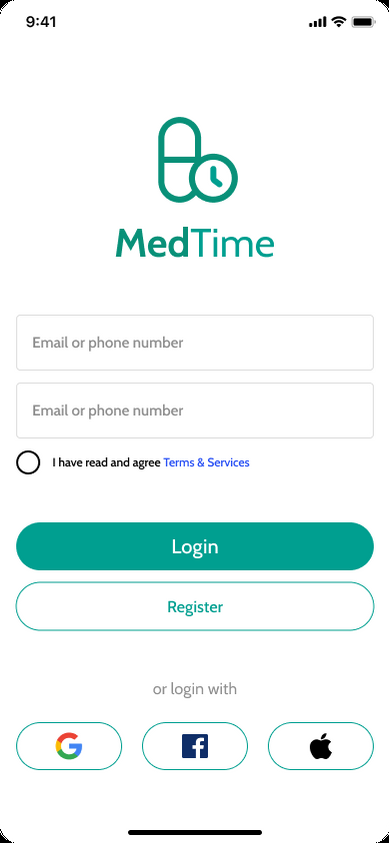 9:41
MedTime
Email or phone number
Email or phone number
I have read and agree Terms & Services
Login
Register
or login with